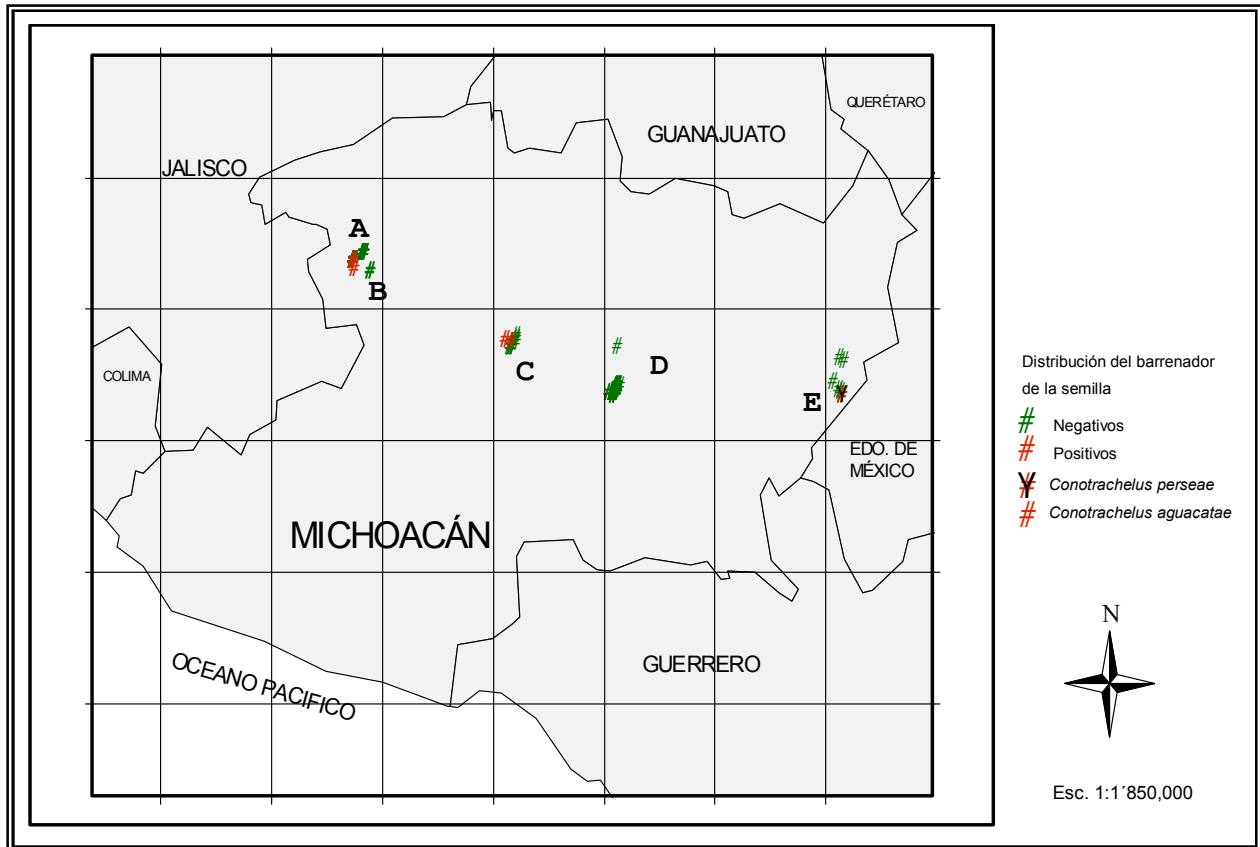 QUERÉTARO
GUANAJUATO
JALISCO
A
B
COLIMA
C
D
E
EDO. DE
MÉXICO
MICHOACÁN
GUERRERO
OCEANO PACIFICO
Distribución del barrenador
de la semilla
# Negativos
# Positivos
Conotrachelus perseae
# Conotrachelus aguacatae
N
Esc. 1:1´850,000